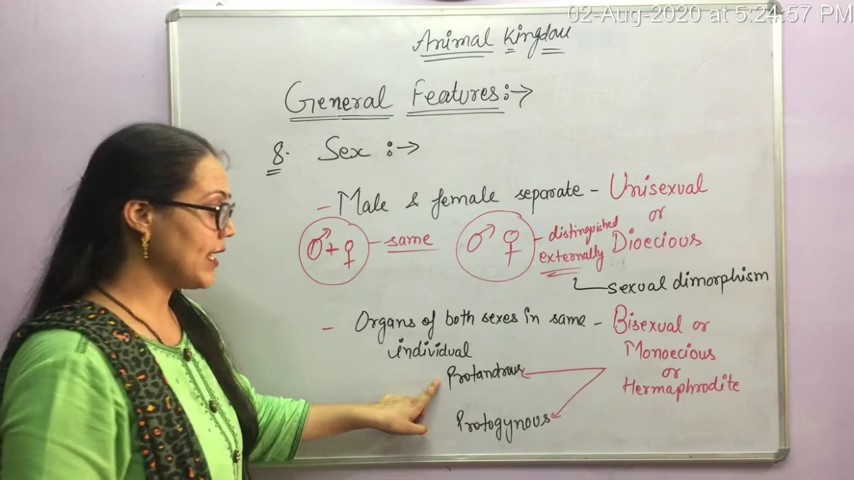 02-Aug-2020 at 5:24:57 PM
Animal Kingdom
General Features:→
8. Sex :→
- Male & female separate - Unisexual
or
Dioecious
♂+♀ - same
♂ ♀ - distinguished
externally
sexual dimorphism
- Organs of both sexes in same - Bisexual or
individual
Monoecious
or
Hermaphrodite
Protandrous
Protogynous